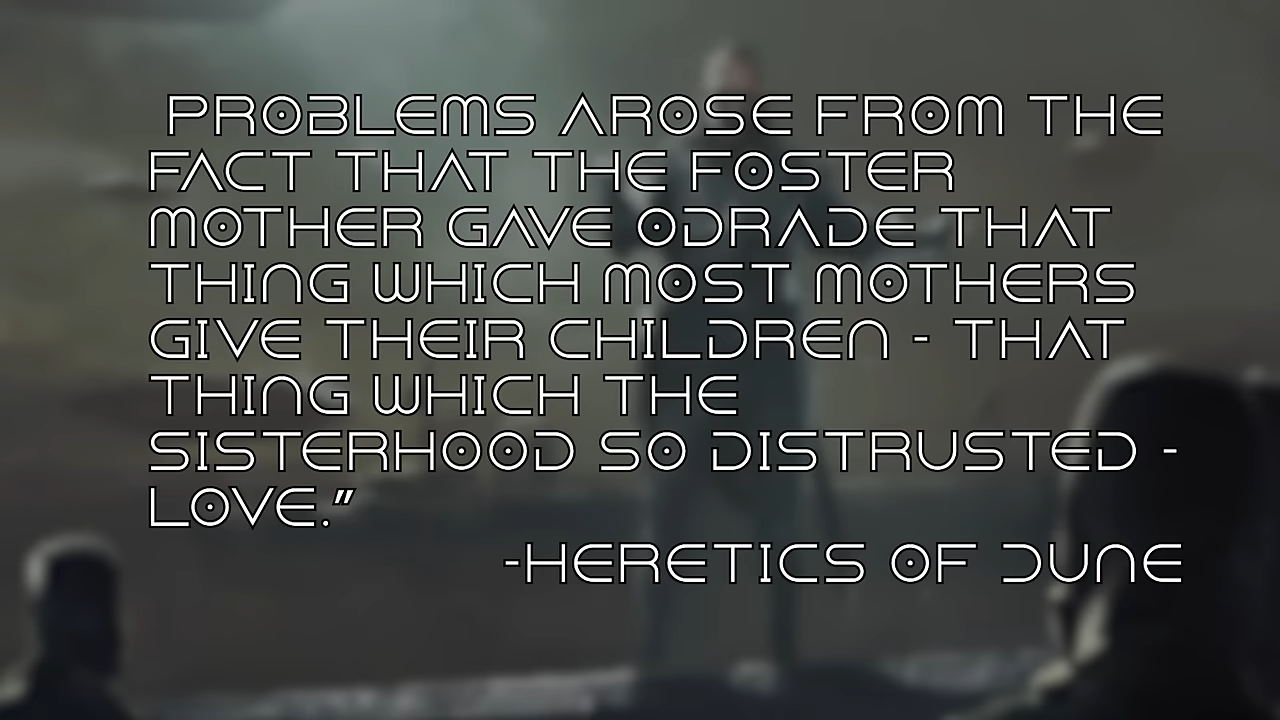 PROBLEMS AROSE FROM THE
FACT THAT THE FOSTER
MOTHER GAVE ODRADE THAT
THING WHICH MOST MOTHERS
GIVE THEIR CHILDREN - THAT
THING WHICH THE
SISTERHOOD SO DISTRUSTED -
LOVE.”
-HERETICS OF DUNE